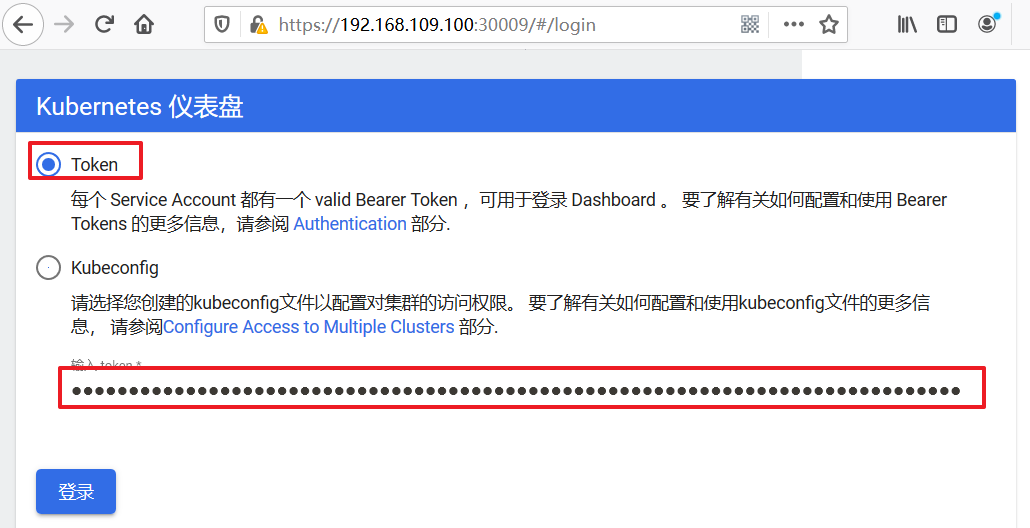 https://192.168.109.100:30009/#/login
Kubernetes 仪表盘
Token
每个 Service Account 都有一个 valid Bearer Token ，可用于登录 Dashboard 。 要了解有关如何配置和使用 Bearer
Tokens 的更多信息，请参阅 Authentication 部分.
Kubeconfig
请选择您创建的kubeconfig文件以配置对集群的访问权限。 要了解有关如何配置和使用kubeconfig文件的更多信
息， 请参阅Configure Access to Multiple Clusters 部分.
输入 token *
登录